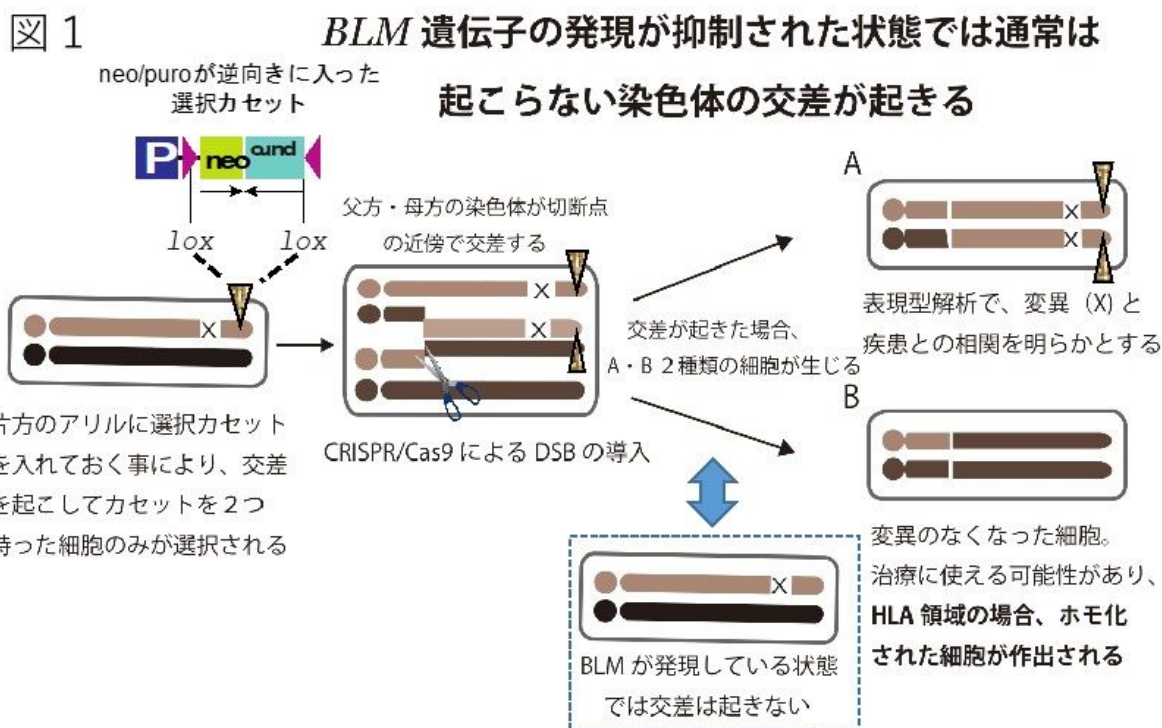 図 1
BLM 遺伝子の発現が抑制された状態では通常は
起こらない染色体の交差が起きる
neo/puroが逆向きに入った
選択カセット
P neo puro
lox lox
父方・母方の染色体が切断点
の近傍で交差する
X
X
X
X
X
片方のアリルに選択カセット
を入れておく事により、交差
を起こしてカセットを２つ
持った細胞のみが選択される
CRISPR/Cas9 による DSB の導入
交差が起きた場合、
A・B ２種類の細胞が生じる
A
表現型解析で、変異（X）と
疾患との相関を明らかとする
B
変異のなくなった細胞。
治療に使える可能性があり、
HLA 領域の場合、ホモ化
された細胞が作出される
X
BLM が発現している状態
では交差は起きない